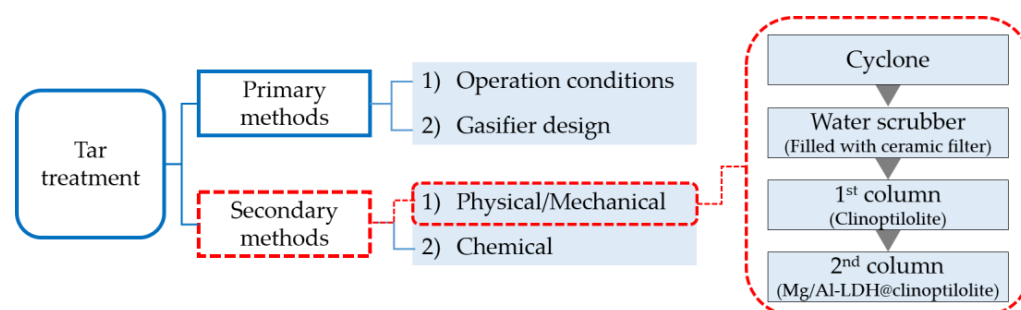 Tar
treatment
Primary
methods
1) Operation conditions
2) Gasifier design
Secondary
methods
1) Physical/Mechanical
2) Chemical
Cyclone
Water scrubber
(Filled with ceramic filter)
1st column
(Clinoptilolite)
2nd column
(Mg/Al-LDH@clinoptilolite)